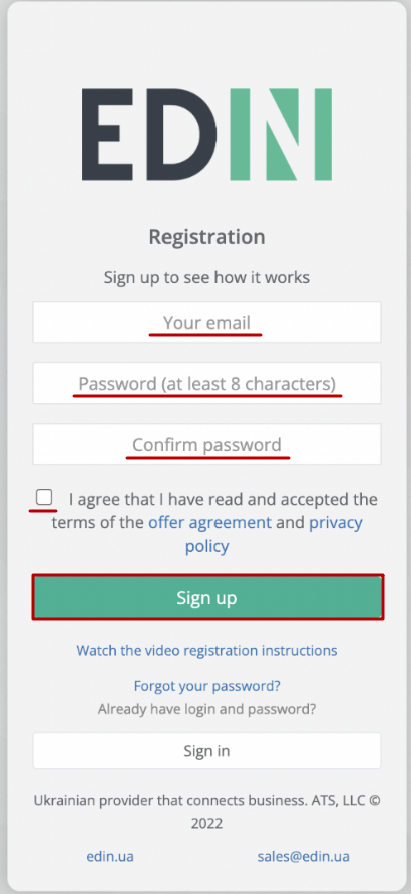 EDIN
Registration
Sign up to see how it works
Your email
Password (at least 8 characters)
Confirm password
I agree that I have read and accepted the
terms of the offer agreement and privacy
policy
Sign up
Watch the video registration instructions
Forgot your password?
Already have login and password?
Sign in
Ukrainian provider that connects business. ATS, LLC ©
2022
edin.ua sales@edin.ua